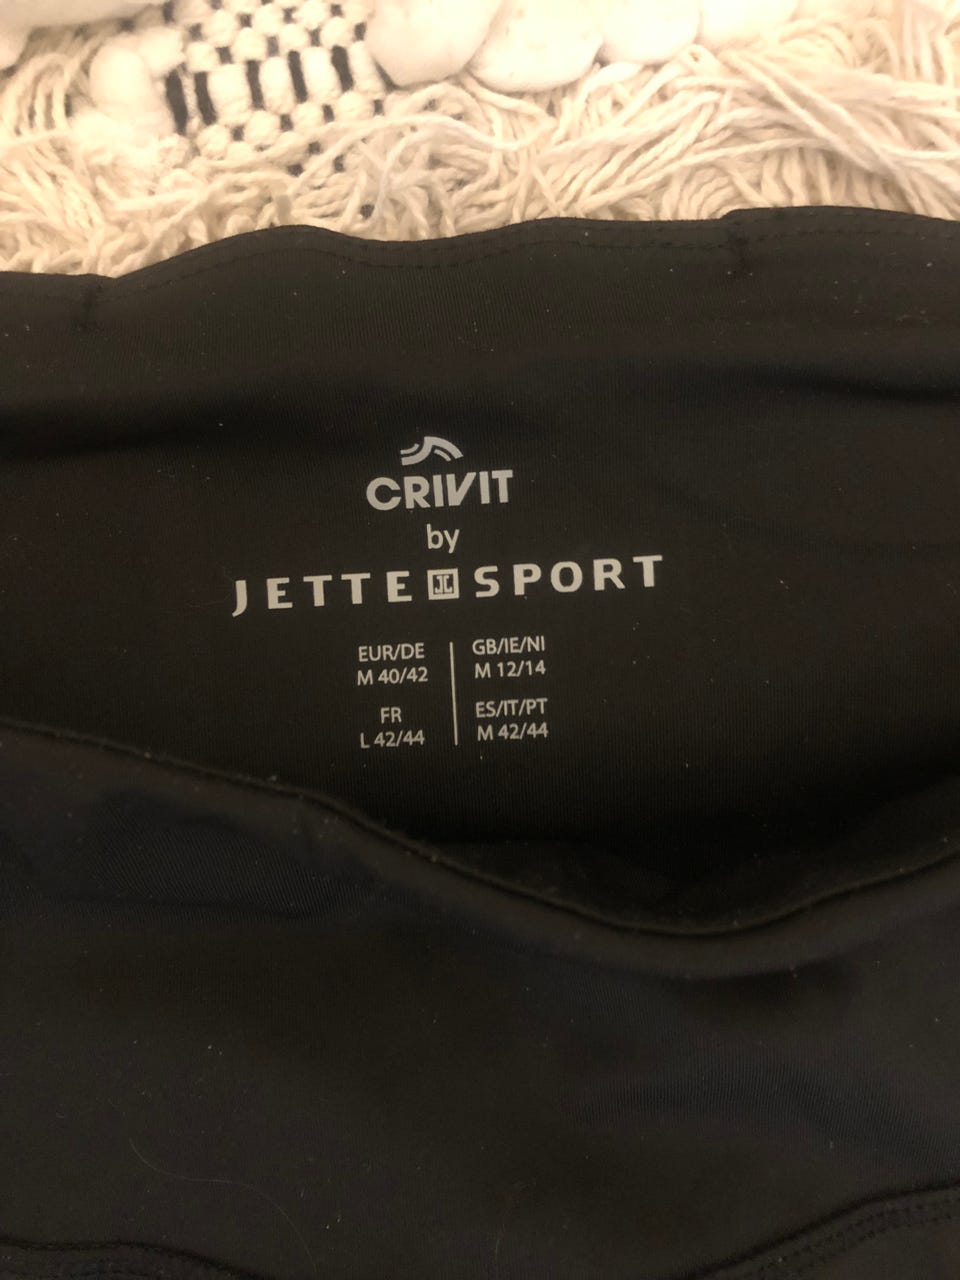 CRIVIT
by
JETTE JL SPORT
EUR/DE
M 40/42
GB/IE/NI
M 12/14
FR
L 42/44
ES/IT/PT
M 42/44